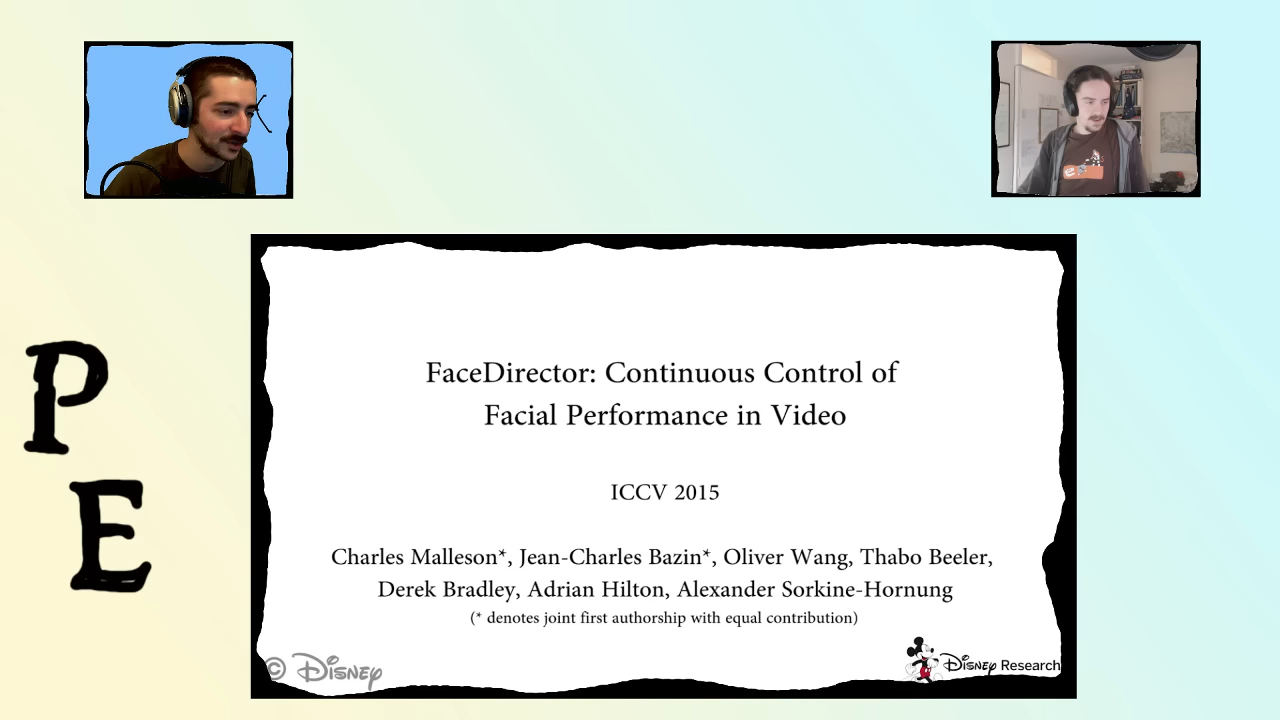 P
E
FaceDirector: Continuous Control of
Facial Performance in Video
ICCV 2015
Charles Malleson*, Jean-Charles Bazin*, Oliver Wang, Thabo Beeler,
Derek Bradley, Adrian Hilton, Alexander Sorkine-Hornung
(* denotes joint first authorship with equal contribution)
© Disney
Disney Research